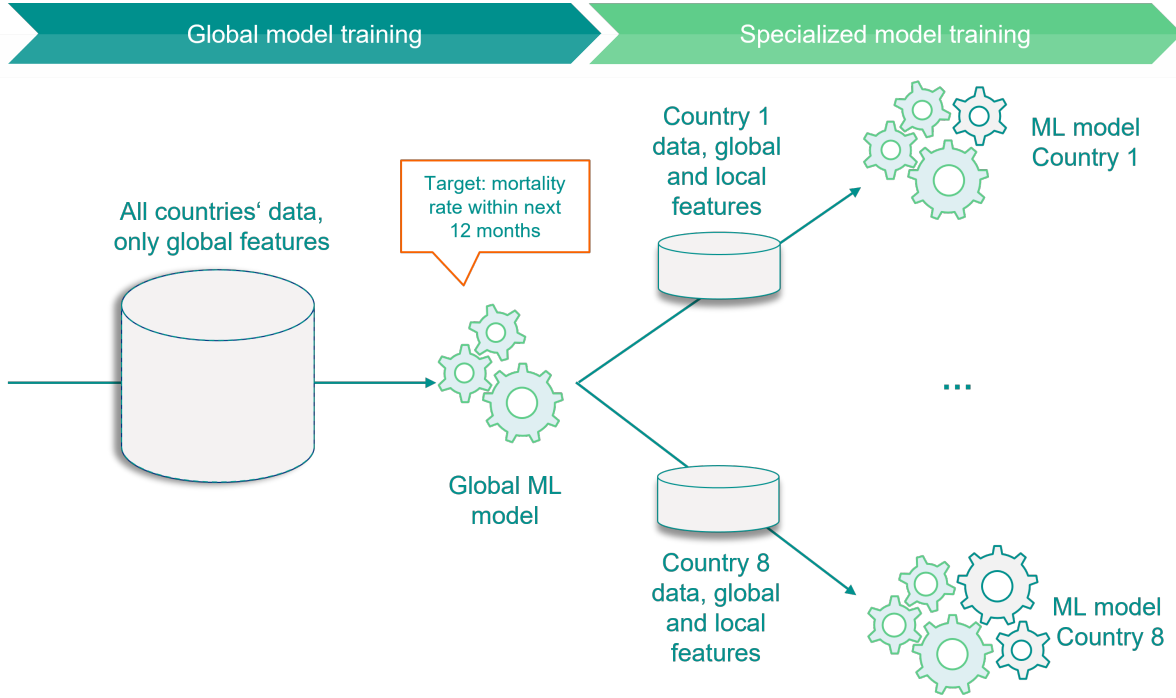 Global model training
Specialized model training
Country 1
data, global
and local
features
ML model
Country 1
Target: mortality
rate within next
12 months
All countries‘ data,
only global features
...
Global ML
model
Country 8
data, global
and local
features
ML model
Country 8